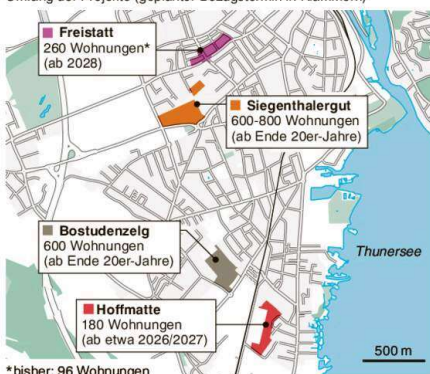 Umfang der Projekte (geplanter Bezugstermin in Klammern)
Freistatt
260 Wohnungen*
(ab 2028)
Siegenthalergut
600-800 Wohnungen
(ab Ende 20er-Jahre)
Bostudenzelg
600 Wohnungen
(ab Ende 20er-Jahre)
Thunersee
Hoffmatte
180 Wohnungen
(ab etwa 2026/2027)
500 m
*bisher: 96 Wohnungen